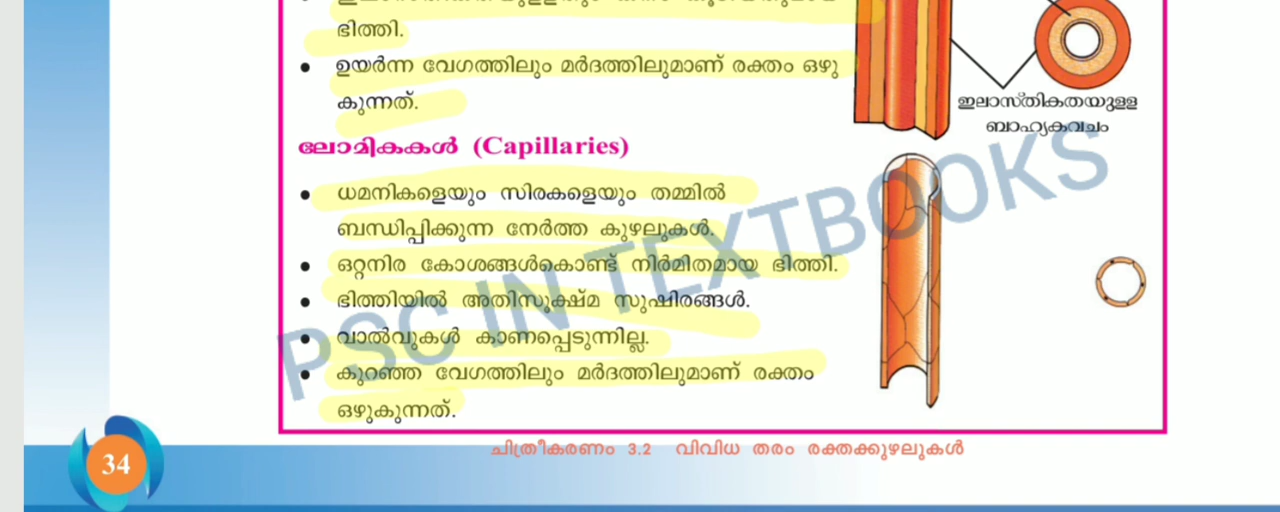 ഭിത്തി.
• ഉയർന്ന വേഗത്തിലും മർദത്തിലുമാണ് രക്തം ഒഴു
കുന്നത്.
ഇലാസ്തികതയുള്ള
ബാഹ്യകവചം
ലോമികകൾ (Capillaries)
• ധമനികളെയും സിരകളെയും തമ്മിൽ
ബന്ധിപ്പിക്കുന്ന നേർത്ത കുഴലുകൾ.
• ഒറ്റനിര കോശങ്ങൾകൊണ്ട് നിർമിതമായ ഭിത്തി.
• ഭിത്തിയിൽ അതിസൂക്ഷ്മ സുഷിരങ്ങൾ.
• വാൽവുകൾ കാണപ്പെടുന്നില്ല.
• കുറഞ്ഞ വേഗത്തിലും മർദത്തിലുമാണ് രക്തം
ഒഴുകുന്നത്.
PSC IN TEXTBOOKS
ചിത്രീകരണം 3.2 വിവിധ തരം രക്തക്കുഴലുകൾ
34